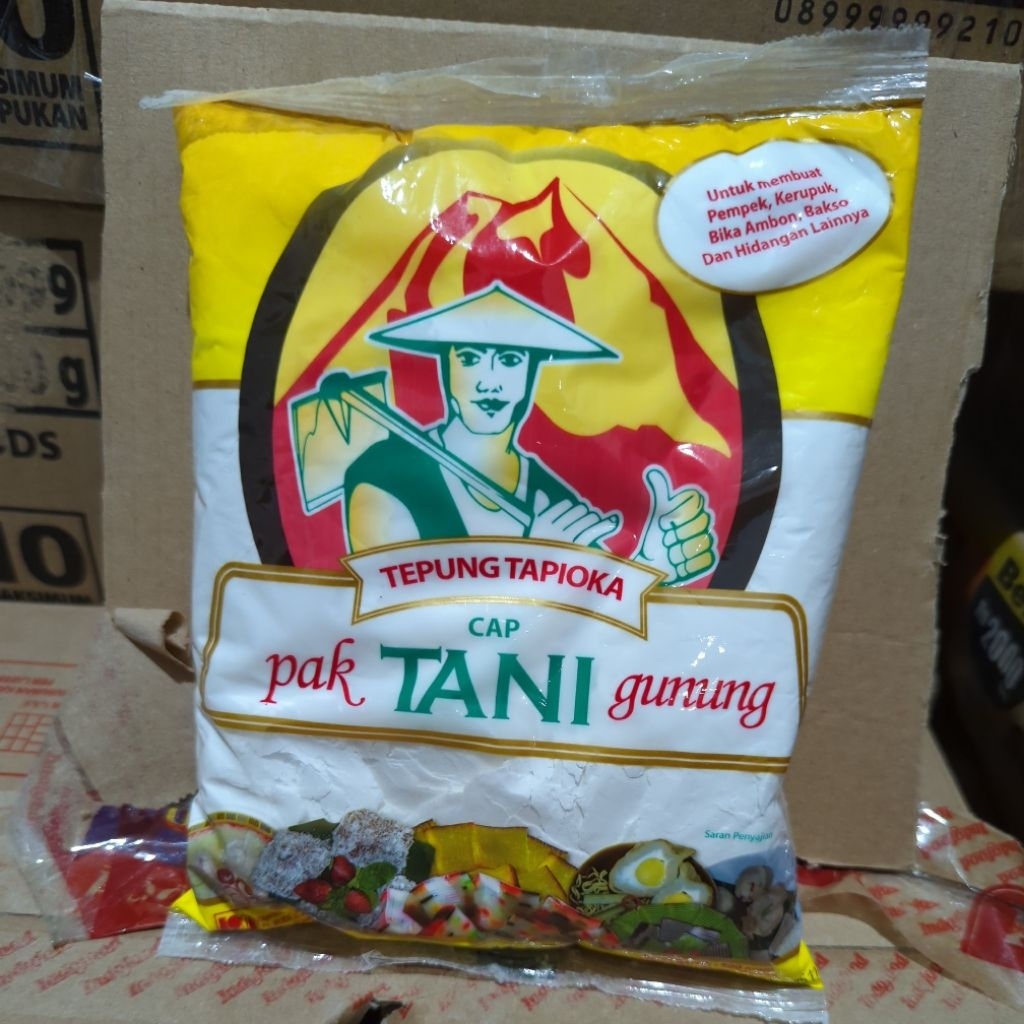 08999999210
SIMUM
PUKAN
Untuk membuat
Pempek, Kerupuk,
Bika Ambon, Bakso
Dan Hidangan Lainnya
g
g
TEPUNG TAPIOKA
CAP
pak TANI gunung
Saran Penyajian